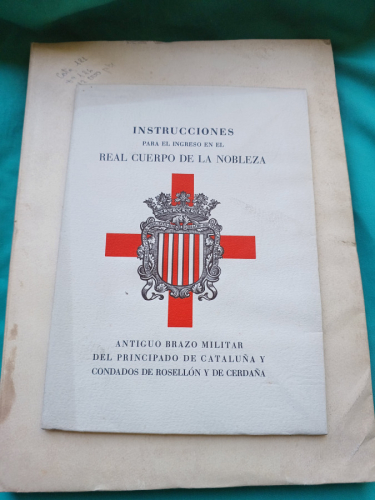 INSTRUCCIONES
PARA EL INGRESO EN EL
REAL CUERPO DE LA NOBLEZA
ANTIGUO BRAZO MILITAR
DEL PRINCIPADO DE CATALUÑA Y
CONDADOS DE ROSELLÓN Y DE CERDAÑA